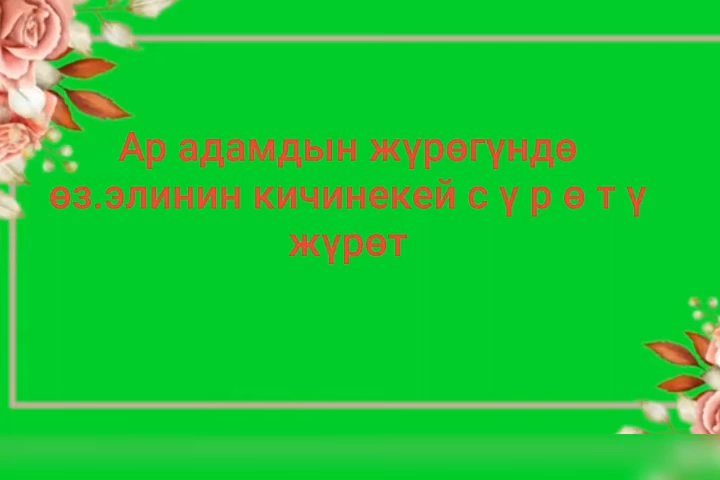 Ар адамдын жүрөгүндө
өз.элинин кичинекей с ү р ө т ү
жүрөт